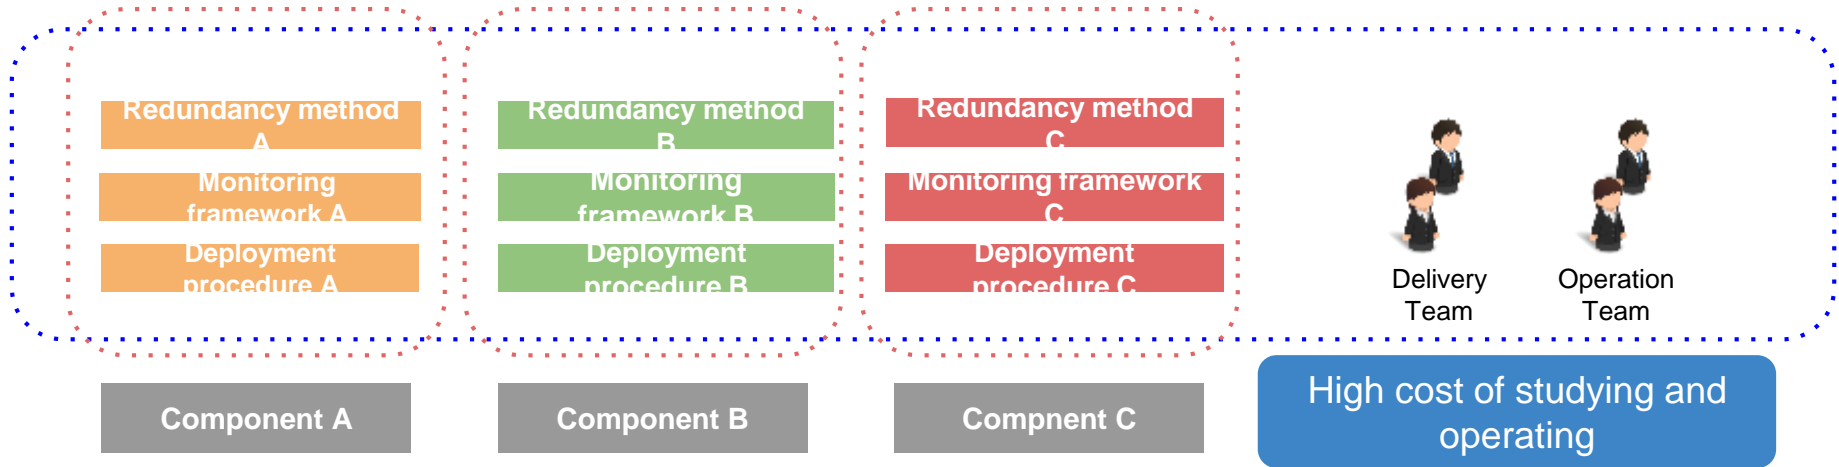 Redundancy method
A
Monitoring
framework A
Deployment
procedure A
Component A
Redundancy method
B
Monitoring
framework B
Deployment
procedure B
Component B
Redundancy method
C
Monitoring framework
C
Deployment
procedure C
Compnent C
Delivery
Team
Operation
Team
High cost of studying and
operating